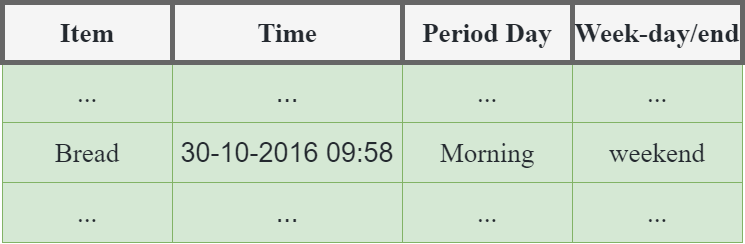 Item Time Period Day Week-day/end
... ... ... ...
Bread 30-10-2016 09:58 Morning weekend
... ... ... ...